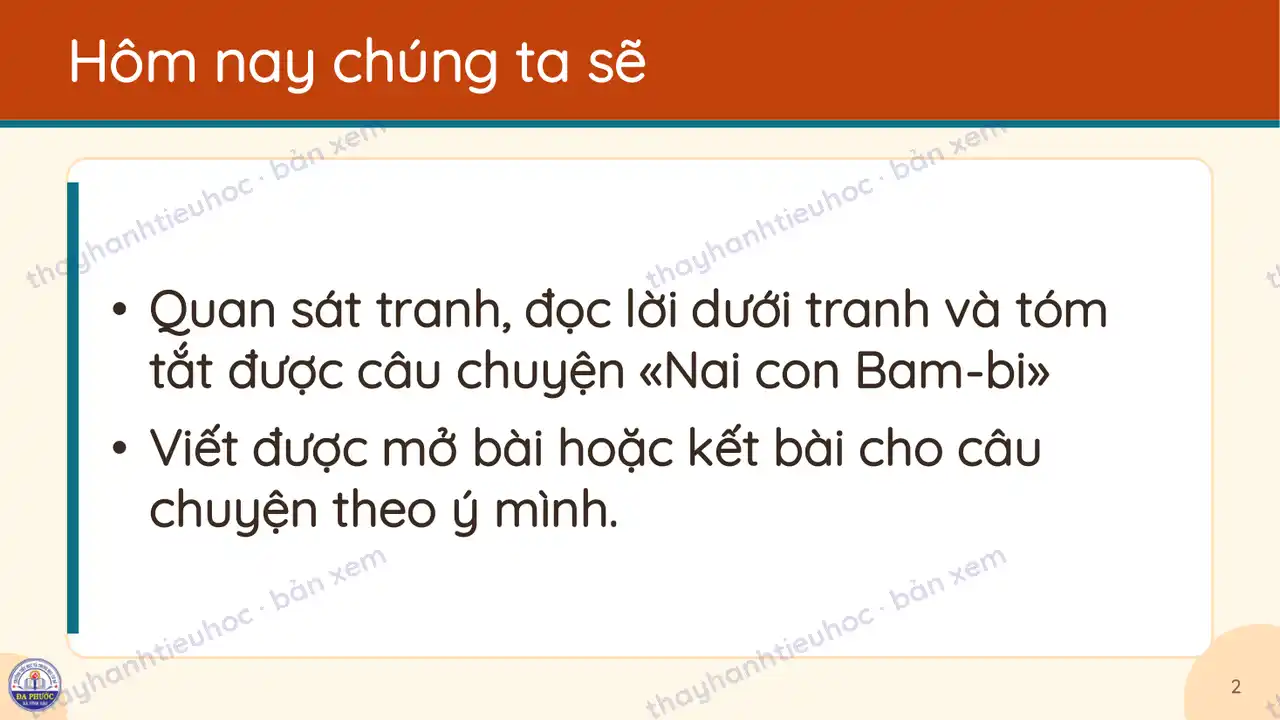 Hôm nay chúng ta sẽ
thayhanhtieuhoc · bản xem
thayhanhtieuhoc · bản xem
• Quan sát tranh, đọc lời dưới tranh và tóm
tắt được câu chuyện «Nai con Bam-bi»
• Viết được mở bài hoặc kết bài cho câu
chuyện theo ý mình.
thayhanhtieuhoc · bản xem
thayhanhtieuhoc · bản xem
ĐA PHƯỚC
2